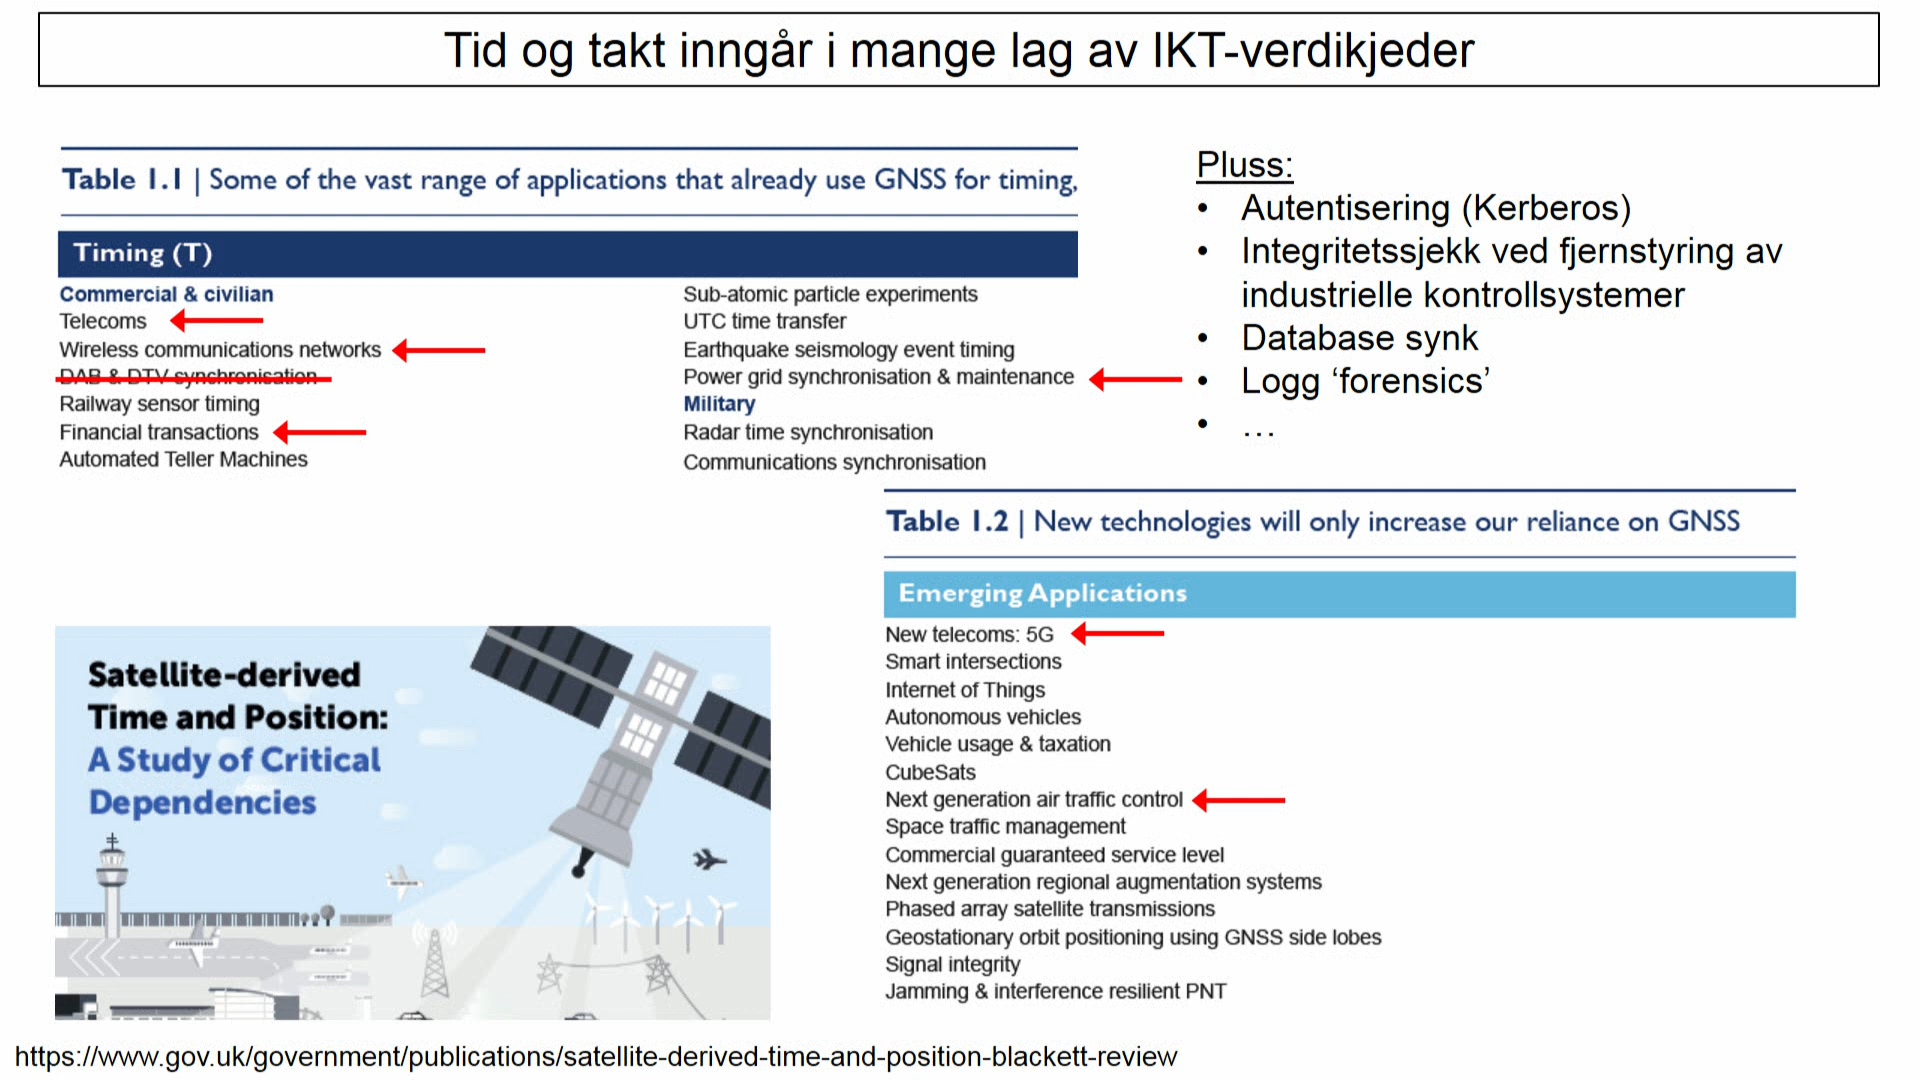 Tid og takt inngår i mange lag av IKT-verdikjeder
Table 1.1 | Some of the vast range of applications that already use GNSS for timing,
Timing (T)
Commercial & civilian
Telecoms
Wireless communications networks
DAB & DTV synchronisation
Railway sensor timing
Financial transactions
Automated Teller Machines
Sub-atomic particle experiments
UTC time transfer
Earthquake seismology event timing
Power grid synchronisation & maintenance
Military
Radar time synchronisation
Communications synchronisation
Pluss:
• Autentisering (Kerberos)
• Integritetssjekk ved fjernstyring av
industrielle kontrollsystemer
• Database synk
• Logg ‘forensics’
• …
Table 1.2 | New technologies will only increase our reliance on GNSS
Emerging Applications
New telecoms: 5G
Smart intersections
Internet of Things
Autonomous vehicles
Vehicle usage & taxation
CubeSats
Next generation air traffic control
Space traffic management
Commercial guaranteed service level
Next generation regional augmentation systems
Phased array satellite transmissions
Geostationary orbit positioning using GNSS side lobes
Signal integrity
Jamming & interference resilient PNT
Satellite-derived
Time and Position:
A Study of Critical
Dependencies
https://www.gov.uk/government/publications/satellite-derived-time-and-position-blackett-review